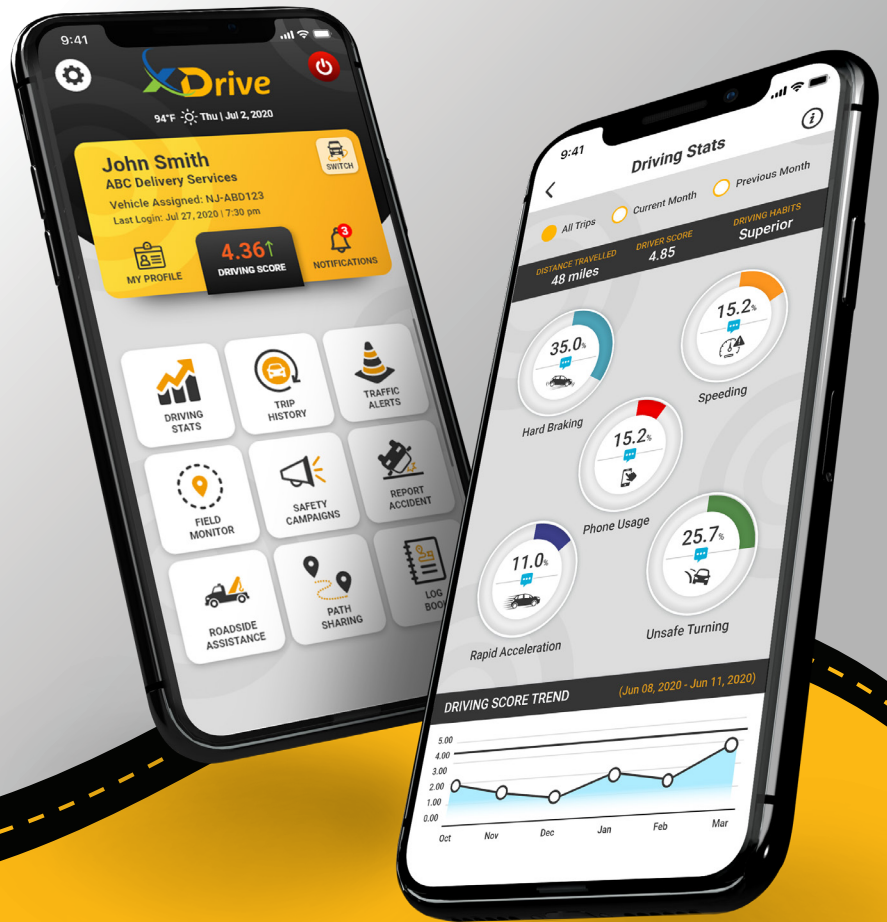 9:41
XDrive
94°F Thu | Jul 2, 2020
John Smith
ABC Delivery Services
Vehicle Assigned: NJ-ABD123
Last Login: Jul 27, 2020 | 7:30 pm
SWITCH
MY PROFILE
4.36↑
DRIVING SCORE
3
NOTIFICATIONS
DRIVING
STATS
TRIP
HISTORY
TRAFFIC
ALERTS
FIELD
MONITOR
SAFETY
CAMPAIGNS
REPORT
ACCIDENT
ROADSIDE
ASSISTANCE
PATH
SHARING
LOG
BOOK
9:41
Driving Stats
i
All Trips
Current Month
Previous Month
DISTANCE TRAVELLED
48 miles
DRIVER SCORE
4.85
DRIVING HABITS
Superior
35.0%
Hard Braking
15.2%
Speeding
15.2%
Phone Usage
11.0%
Rapid Acceleration
25.7%
Unsafe Turning
DRIVING SCORE TREND
(Jun 08, 2020 - Jun 11, 2020)
5.00
4.00
3.00
2.00
1.00
0.00
Oct
Nov
Dec
Jan
Feb
Mar